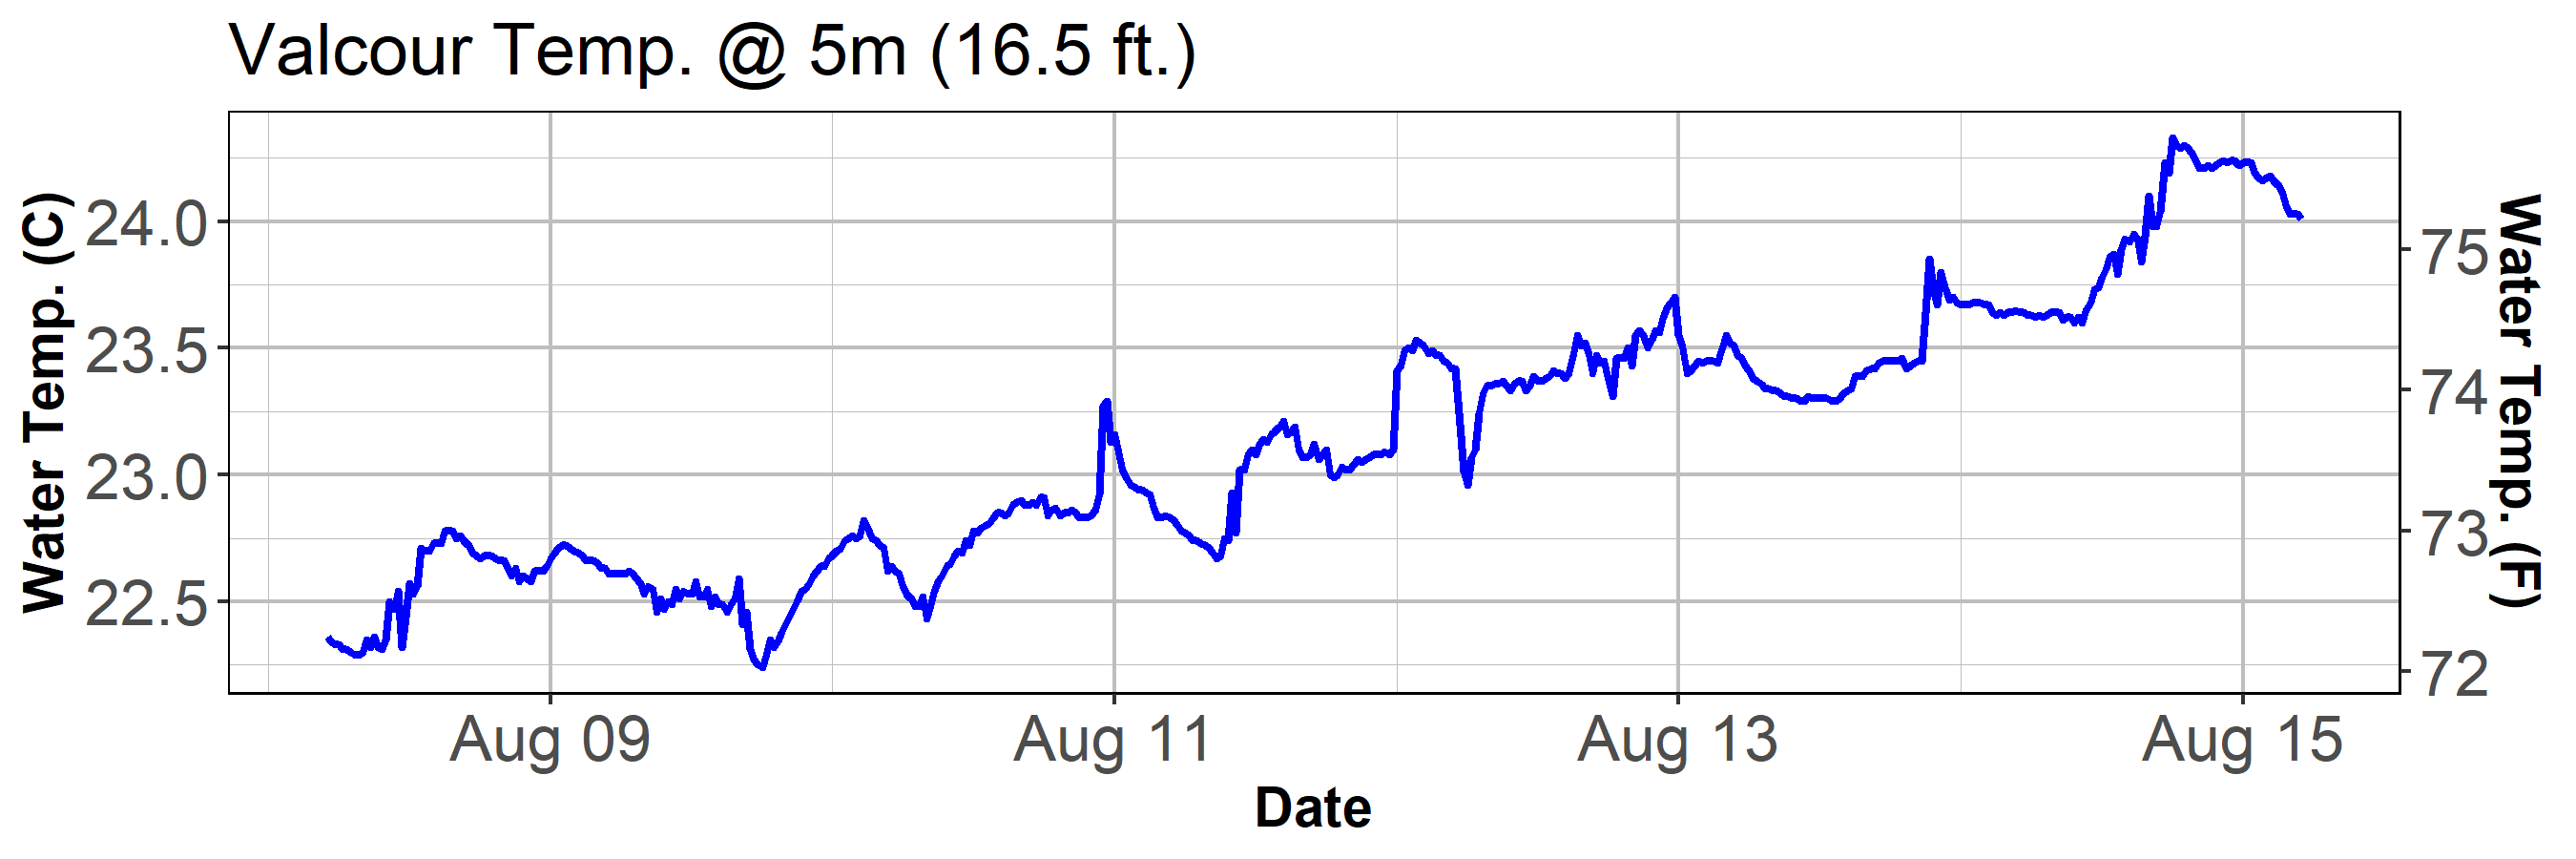 Valcour Temp. @ 5m (16.5 ft.)
Water Temp. (C)
24.0
23.5
23.0
22.5
75
74
73
72
Water Temp. (F)
Aug 09 Aug 11 Aug 13 Aug 15
Date